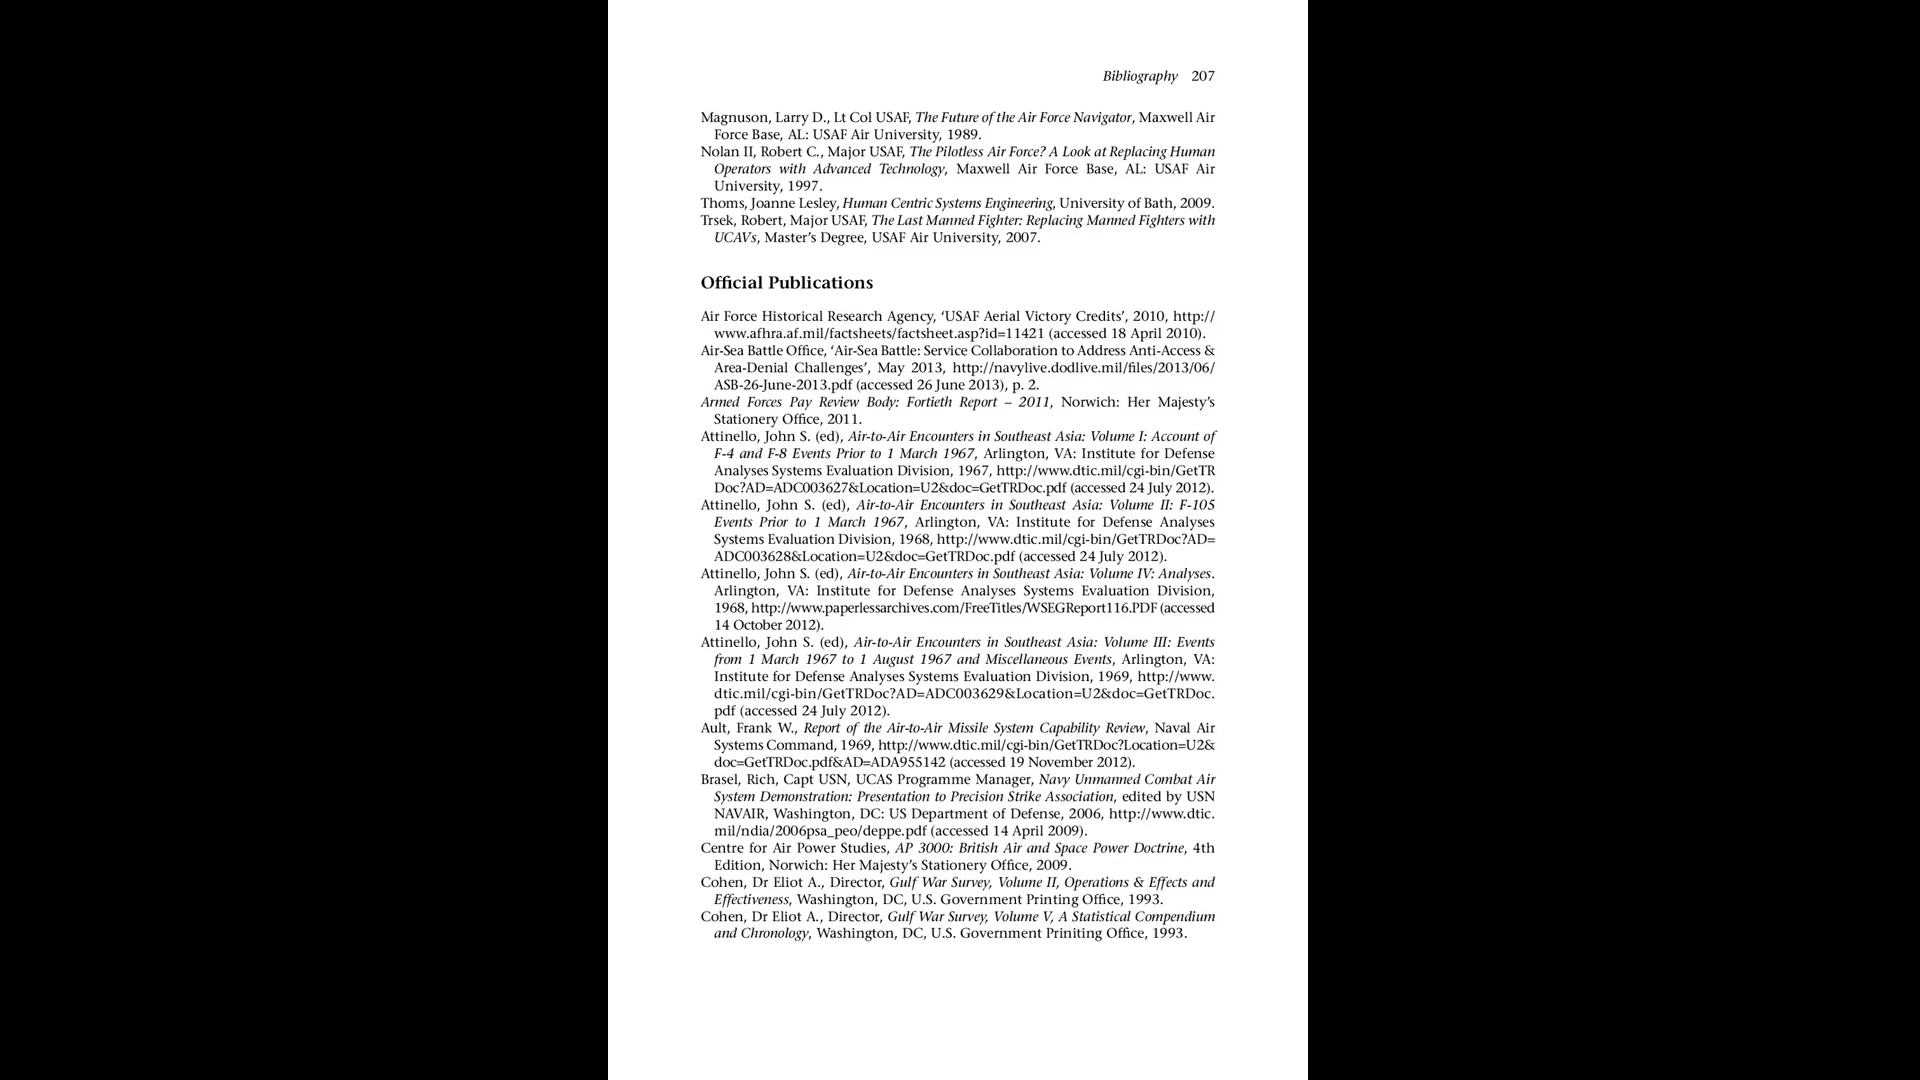 Bibliography 207
Magnuson, Larry D., Lt Col USAF, The Future of the Air Force Navigator, Maxwell Air
Force Base, AL: USAF Air University, 1989.
Nolan II, Robert C., Major USAF, The Pilotless Air Force? A Look at Replacing Human
Operators with Advanced Technology, Maxwell Air Force Base, AL: USAF Air
University, 1997.
Thoms, Joanne Lesley, Human Centric Systems Engineering, University of Bath, 2009.
Trsek, Robert, Major USAF, The Last Manned Fighter: Replacing Manned Fighters with
UCAVs, Master’s Degree, USAF Air University, 2007.
Official Publications
Air Force Historical Research Agency, ‘USAF Aerial Victory Credits’, 2010, http://
www.afhra.af.mil/factsheets/factsheet.asp?id=11421 (accessed 18 April 2010).
Air-Sea Battle Office, ‘Air-Sea Battle: Service Collaboration to Address Anti-Access &
Area-Denial Challenges’, May 2013, http://navylive.dodlive.mil/files/2013/06/
ASB-26-June-2013.pdf (accessed 26 June 2013), p. 2.
Armed Forces Pay Review Body: Fortieth Report – 2011, Norwich: Her Majesty’s
Stationery Office, 2011.
Attinello, John S. (ed), Air-to-Air Encounters in Southeast Asia: Volume I: Account of
F-4 and F-8 Events Prior to 1 March 1967, Arlington, VA: Institute for Defense
Analyses Systems Evaluation Division, 1967, http://www.dtic.mil/cgi-bin/GetTR
Doc?AD=ADC003627&Location=U2&doc=GetTRDoc.pdf (accessed 24 July 2012).
Attinello, John S. (ed), Air-to-Air Encounters in Southeast Asia: Volume II: F-105
Events Prior to 1 March 1967, Arlington, VA: Institute for Defense Analyses
Systems Evaluation Division, 1968, http://www.dtic.mil/cgi-bin/GetTRDoc?AD=
ADC003628&Location=U2&doc=GetTRDoc.pdf (accessed 24 July 2012).
Attinello, John S. (ed), Air-to-Air Encounters in Southeast Asia: Volume IV: Analyses.
Arlington, VA: Institute for Defense Analyses Systems Evaluation Division,
1968, http://www.paperlessarchives.com/FreeTitles/WSEGReport116.PDF (accessed
14 October 2012).
Attinello, John S. (ed), Air-to-Air Encounters in Southeast Asia: Volume III: Events
from 1 March 1967 to 1 August 1967 and Miscellaneous Events, Arlington, VA:
Institute for Defense Analyses Systems Evaluation Division, 1969, http://www.
dtic.mil/cgi-bin/GetTRDoc?AD=ADC003629&Location=U2&doc=GetTRDoc.
pdf (accessed 24 July 2012).
Ault, Frank W., Report of the Air-to-Air Missile System Capability Review, Naval Air
Systems Command, 1969, http://www.dtic.mil/cgi-bin/GetTRDoc?Location=U2&
doc=GetTRDoc.pdf&AD=ADA955142 (accessed 19 November 2012).
Brasel, Rich, Capt USN, UCAS Programme Manager, Navy Unmanned Combat Air
System Demonstration: Presentation to Precision Strike Association, edited by USN
NAVAIR, Washington, DC: US Department of Defense, 2006, http://www.dtic.
mil/ndia/2006psa_peo/deppe.pdf (accessed 14 April 2009).
Centre for Air Power Studies, AP 3000: British Air and Space Power Doctrine, 4th
Edition, Norwich: Her Majesty’s Stationery Office, 2009.
Cohen, Dr Eliot A., Director, Gulf War Survey, Volume II, Operations & Effects and
Effectiveness, Washington, DC, U.S. Government Printing Office, 1993.
Cohen, Dr Eliot A., Director, Gulf War Survey, Volume V, A Statistical Compendium
and Chronology, Washington, DC, U.S. Government Priniting Office, 1993.